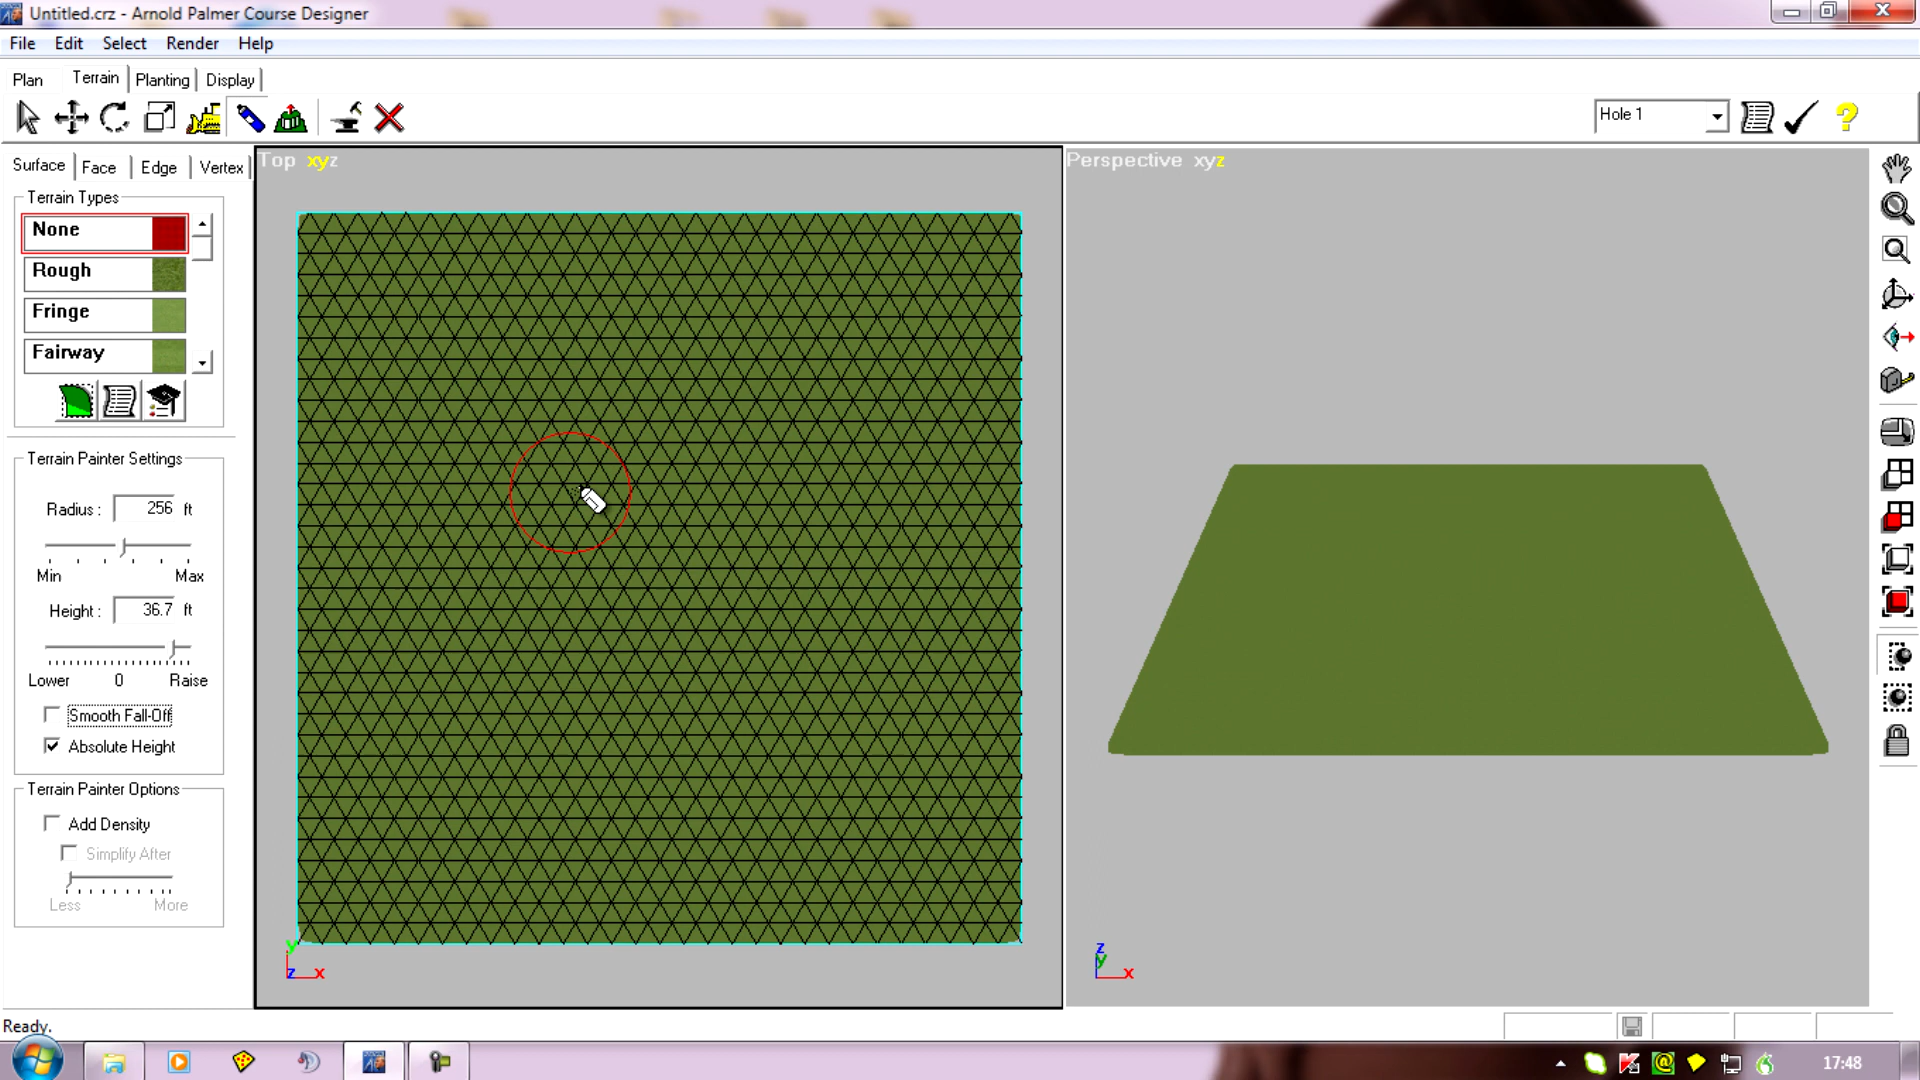 Untitled.crz - Arnold Palmer Course Designer
File Edit Select Render Help
Plan Terrain Planting Display
Hole 1
Surface Face Edge Vertex
Top xyz
Perspective xyz
Terrain Types
None
Rough
Fringe
Fairway
Terrain Painter Settings
Radius : 256 ft
Min Max
Height : 36.7 ft
Lower 0 Raise
Smooth Fall-Off
Absolute Height
Terrain Painter Options
Add Density
Simplify After
Less More
y
z x
z
y
x
Ready.
17:48